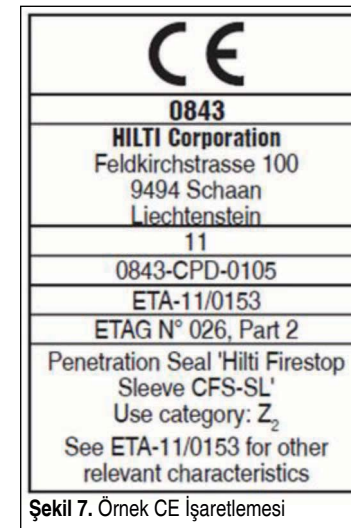 CE
0843
HILTI Corporation
Feldkirchstrasse 100
9494 Schaan
Liechtenstein
11
0843-CPD-0105
ETA-11/0153
ETAG N° 026, Part 2
Penetration Seal 'Hilti Firestop
Sleeve CFS-SL'
Use category: Z₂
See ETA-11/0153 for other
relevant characteristics
Şekil 7. Örnek CE İşaretlemesi